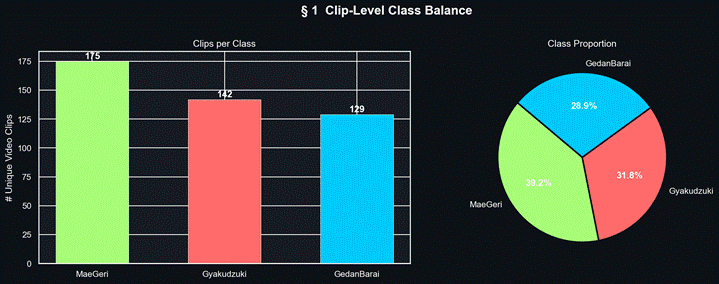 § 1 Clip-Level Class Balance
Clips per Class
# Unique Video Clips
175
150
125
100
75
50
25
0
175
142
129
MaeGeri
Gyakudzuki
GedanBarai
Class Proportion
GedanBarai
28.9%
31.8%
39.2%
MaeGeri
Gyakudzuki